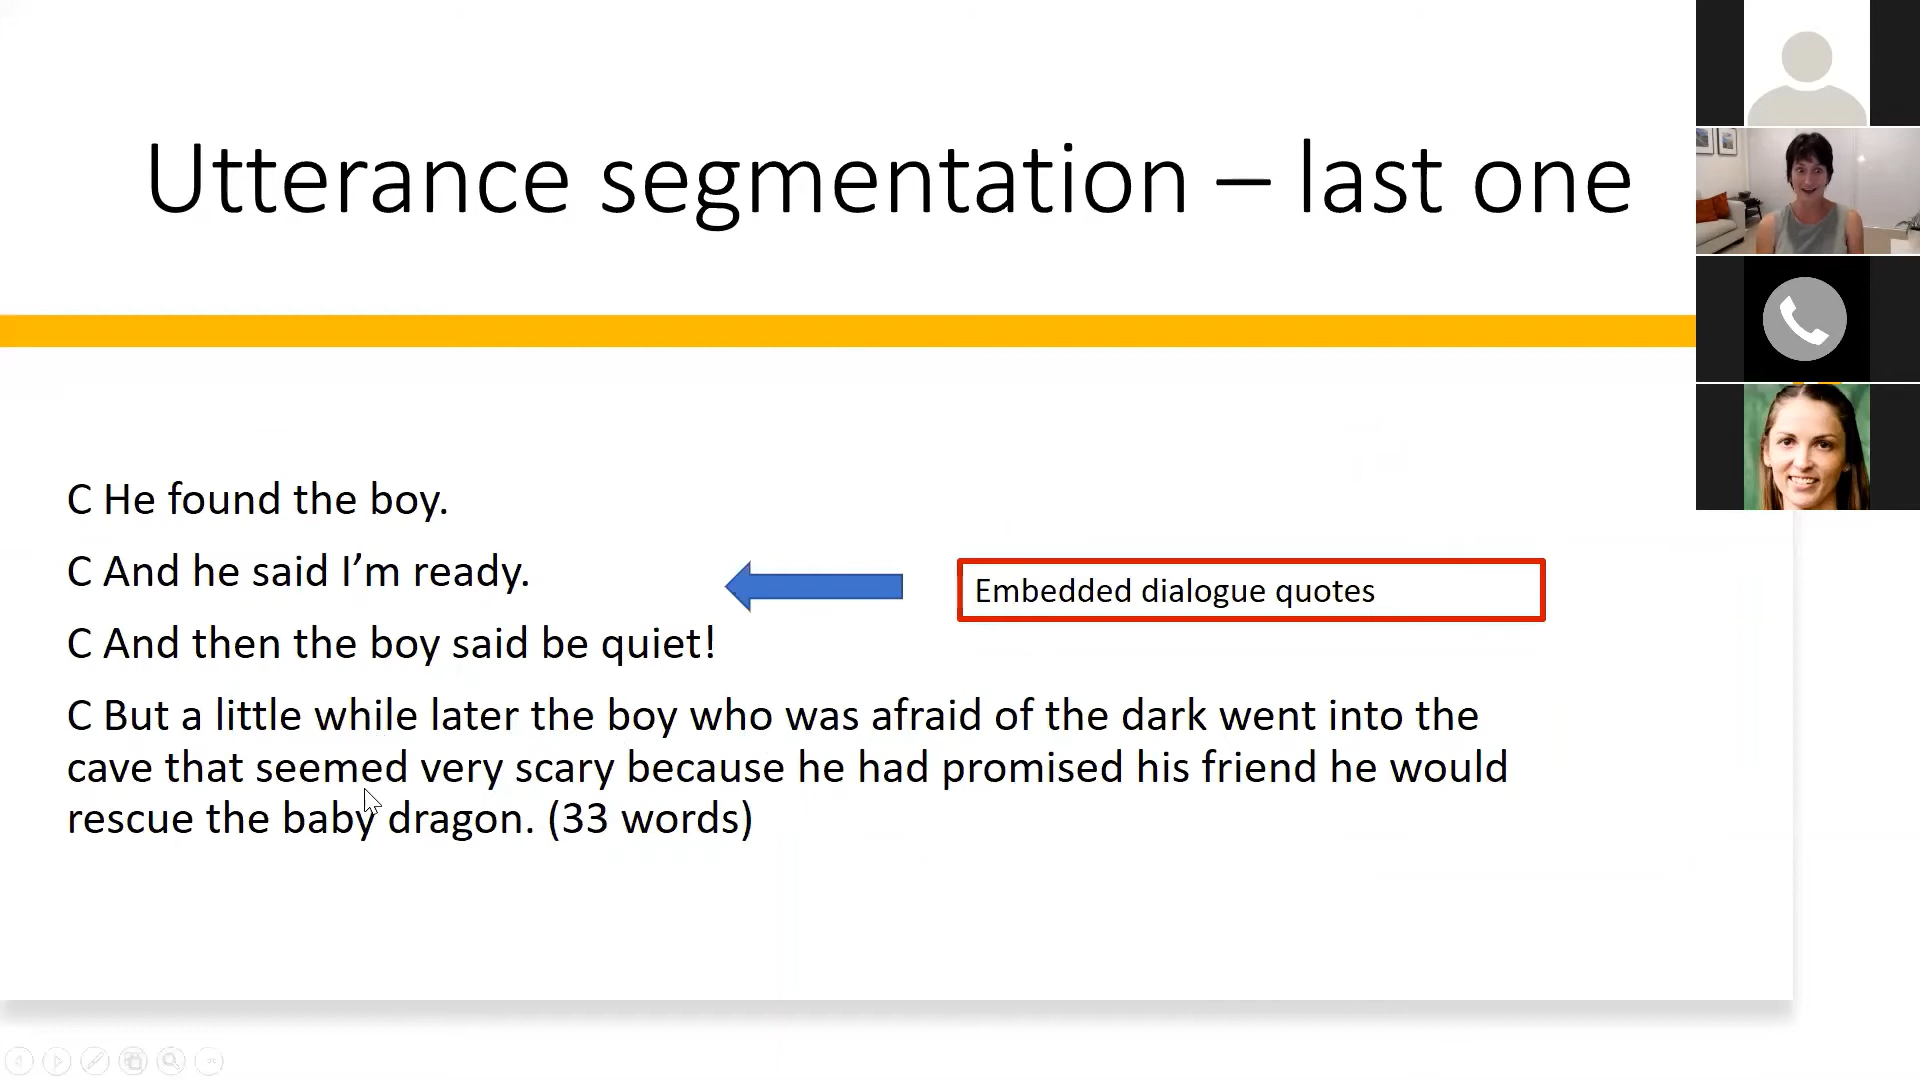 Utterance segmentation – last one
C He found the boy.
C And he said I’m ready.
Embedded dialogue quotes
C And then the boy said be quiet!
C But a little while later the boy who was afraid of the dark went into the
cave that seemed very scary because he had promised his friend he would
rescue the baby dragon. (33 words)